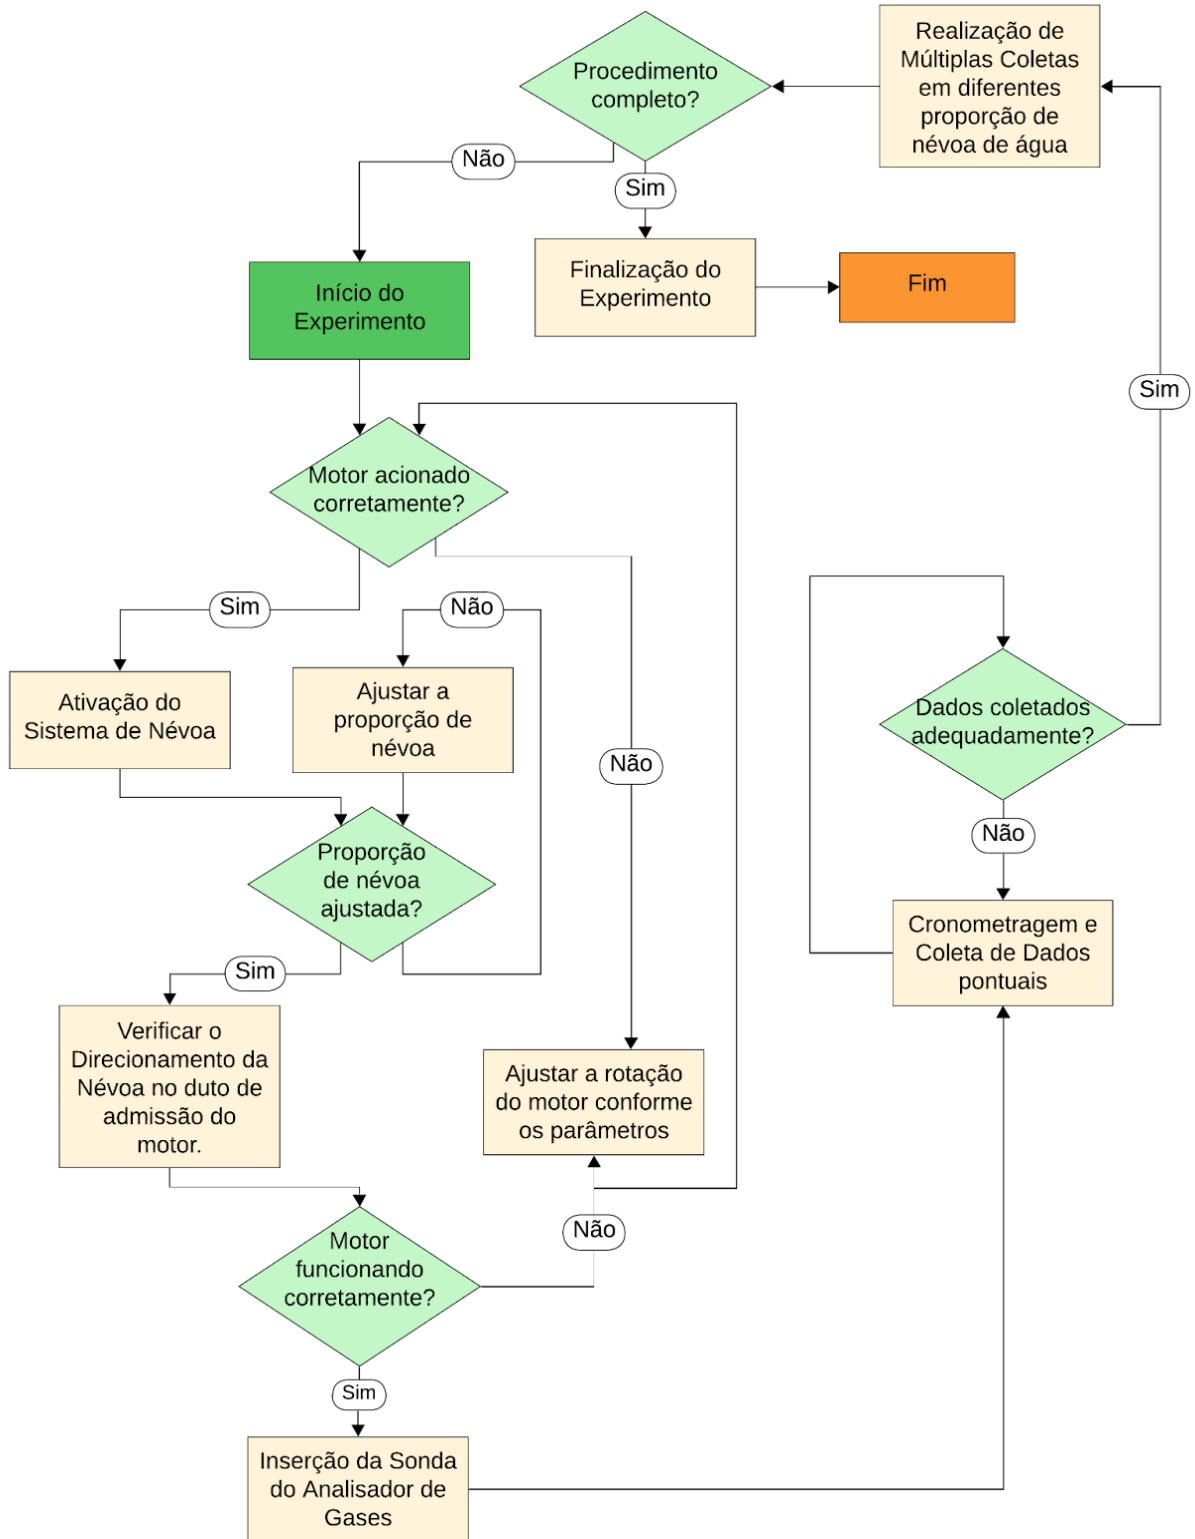 Procedimento
completo?
Realização de
Múltiplas Coletas
em diferentes
proporção de
névoa de água
Não
Sim
Início do
Experimento
Finalização do
Experimento
Fim
Sim
Motor acionado
corretamente?
Sim
Não
Ativação do
Sistema de Névoa
Ajustar a
proporção de
névoa
Não
Dados coletados
adequadamente?
Não
Proporção
de névoa
ajustada?
Sim
Cronometragem e
Coleta de Dados
pontuais
Verificar o
Direcionamento da
Névoa no duto de
admissão do
motor.
Ajustar a rotação
do motor conforme
os parâmetros
Não
Motor
funcionando
corretamente?
Sim
Inserção da Sonda
do Analisador de
Gases